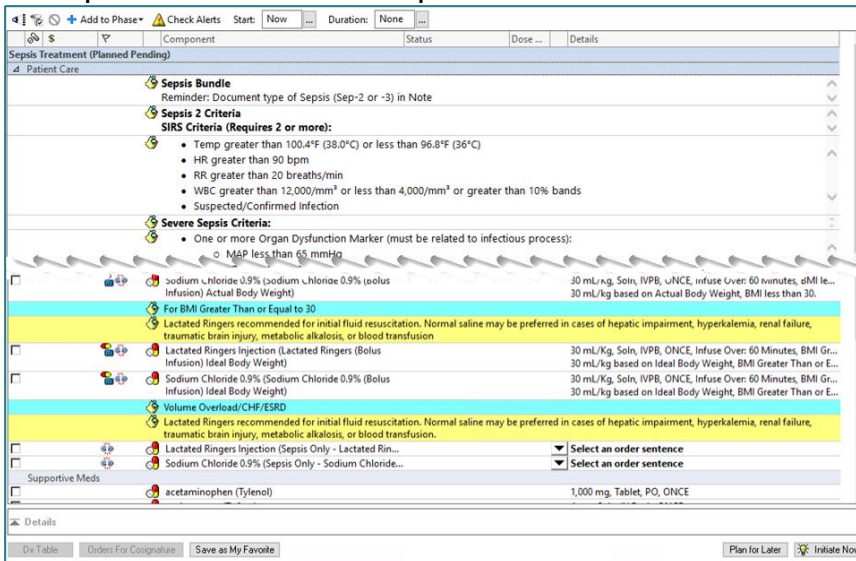 Add to Phase Check Alerts Start: Now ... Duration: None ...
$ Component Status Dose ... Details
Sepsis Treatment (Planned Pending)
Patient Care
Sepsis Bundle
Reminder: Document type of Sepsis (Sep-2 or -3) in Note
Sepsis 2 Criteria
SIRS Criteria (Requires 2 or more):
• Temp greater than 100.4°F (38.0°C) or less than 96.8°F (36°C)
• HR greater than 90 bpm
• RR greater than 20 breaths/min
• WBC greater than 12,000/mm³ or less than 4,000/mm³ or greater than 10% bands
• Suspected/Confirmed Infection
Severe Sepsis Criteria:
• One or more Organ Dysfunction Marker (must be related to infectious process):
o MAP less than 65 mmHg
Sodium Chloride 0.9% (Sodium Chloride 0.9% (Bolus 30 mL/kg, Soln, IVPB, ONCE, Infuse Over: 60 Minutes, BMI le...
Infusion) Actual Body Weight) 30 mL/kg based on Actual Body Weight, BMI less than 30.
For BMI Greater Than or Equal to 30
Lactated Ringers recommended for initial fluid resuscitation. Normal saline may be preferred in cases of hepatic impairment, hyperkalemia, renal failure,
traumatic brain injury, metabolic alkalosis, or blood transfusion
Lactated Ringers Injection (Lactated Ringers (Bolus 30 mL/kg, Soln, IVPB, ONCE, Infuse Over: 60 Minutes, BMI Gr...
Infusion) Ideal Body Weight) 30 mL/kg based on Ideal Body Weight, BMI Greater Than or E...
Sodium Chloride 0.9% (Sodium Chloride 0.9% (Bolus 30 mL/kg, Soln, IVPB, ONCE, Infuse Over: 60 Minutes, BMI Gr...
Infusion) Ideal Body Weight) 30 mL/kg based on Ideal Body Weight, BMI Greater Than or E...
Volume Overload/CHF/ESRD
Lactated Ringers recommended for initial fluid resuscitation. Normal saline may be preferred in cases of hepatic impairment, hyperkalemia, renal failure,
traumatic brain injury, metabolic alkalosis, or blood transfusion.
Lactated Ringers Injection (Sepsis Only - Lactated Rin... Select an order sentence
Sodium Chloride 0.9% (Sepsis Only - Sodium Chloride... Select an order sentence
Supportive Meds
acetaminophen (Tylenol) 1,000 mg, Tablet, PO, ONCE
Details
Dx Table Orders For Cosignature Save as My Favorite Plan for Later Initiate Now